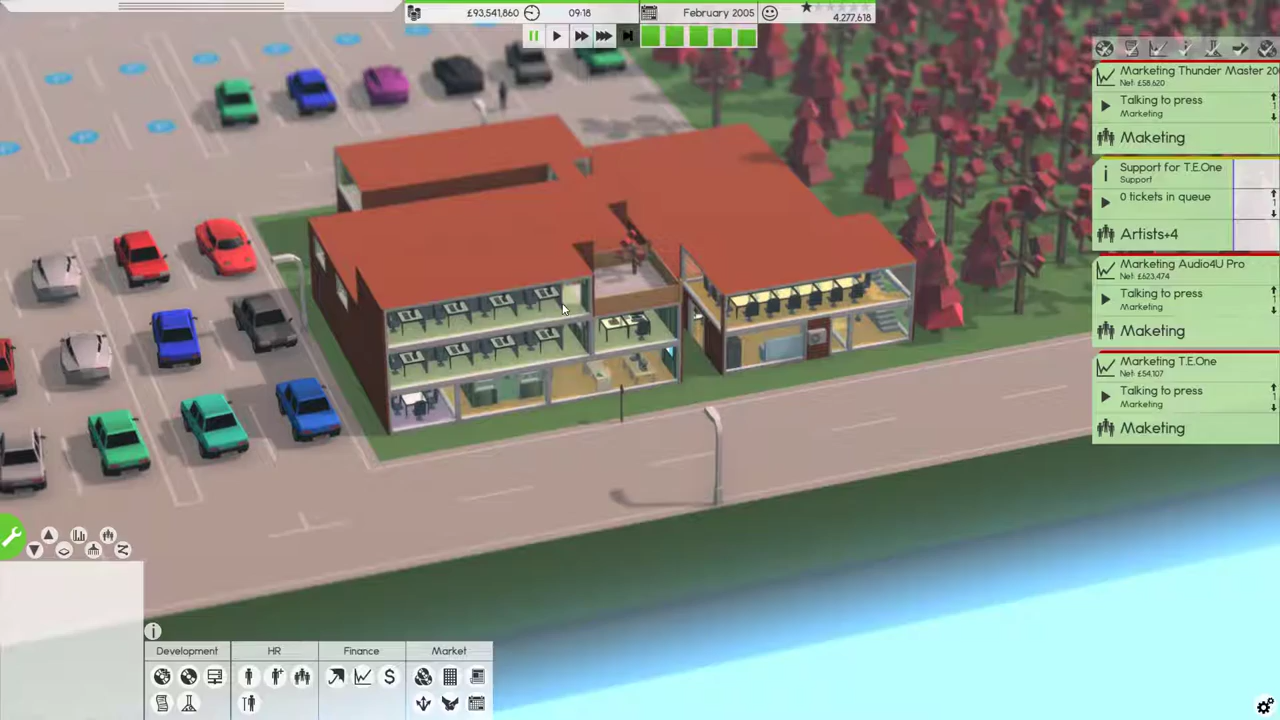 £93,541,860
09:18
February 2005
4.277,618
Marketing Thunder Master 20
Net: £58,620
Talking to press
Marketing
Maketing
Support for T.E.One
Support
0 tickets in queue
Artists+4
Marketing Audio4U Pro
Net: £623,474
Talking to press
Marketing
Maketing
Marketing T.E.One
Net: £54,107
Talking to press
Marketing
Maketing
Development
HR
Finance
Market